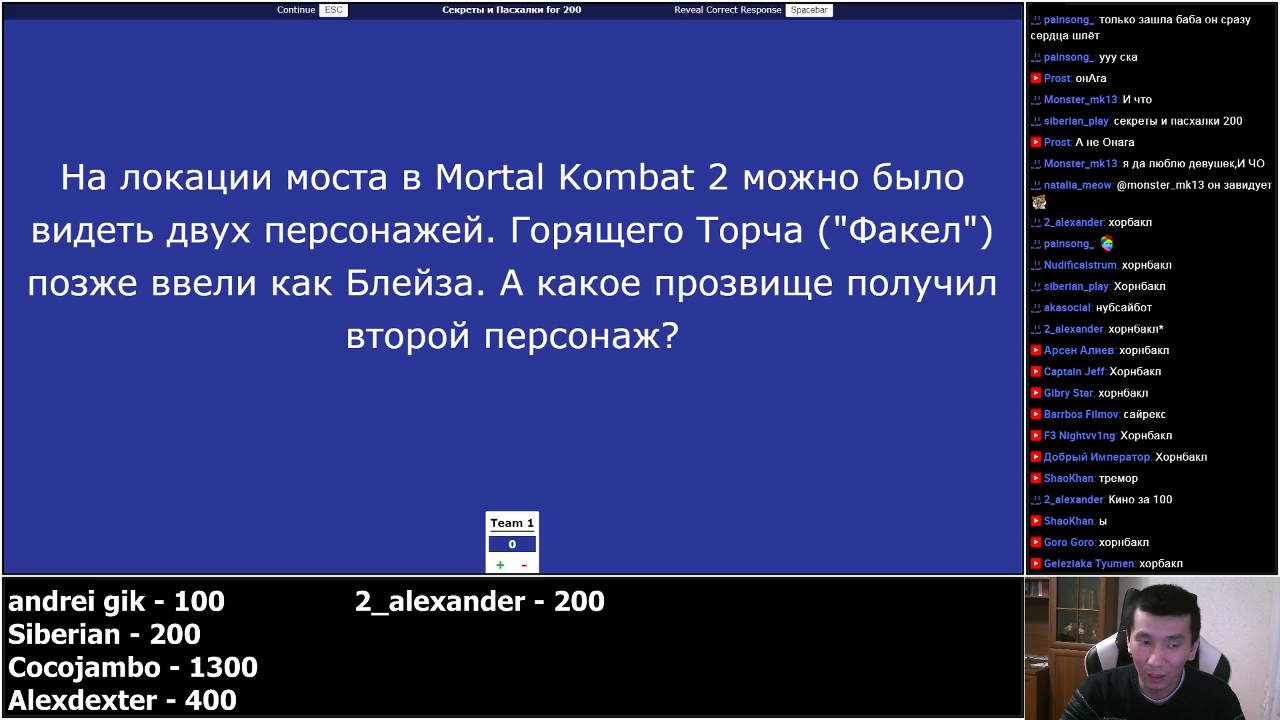 Continue ESC
Секреты и Пасхалки for 200
Reveal Correct Response Spacebar
На локации моста в Mortal Kombat 2 можно было
видеть двух персонажей. Горящего Торча ("Факел")
позже ввели как Блейза. А какое прозвище получил
второй персонаж?
Team 1
0
+ -
painsong_: только зашла баба он сразу
сердца шлёт
painsong_: ууу ска
Prost: онΛга
Monster_mk13: И что
siberian_play: секреты и пасхалки 200
Prost: Λ не Онага
Monster_mk13: я да люблю девушек,И ЧО
natalia_meow: @monster_mk13 он завидует
2_alexander: хорбакл
painsong_:
Nudificalstrum: хорнбакл
siberian_play: Хорнбакл
akasocial: нубсайбот
2_alexander: хорнбакл*
Арсен Алиев: хорнбакл
Captain Jeff: Хорнбакл
Gibry Star: хорнбакл
Barrbos Filmov: сайрекс
F3 Nightvv1ng: Хорнбакл
Добрый Император: Хорнбакл
ShaoKhan: тремор
2_alexander: Кино за 100
ShaoKhan: ы
Goro Goro: хорнбакл
Geleziaka Tyumen: хорбакл
andrei gik - 100
2_alexander - 200
Siberian - 200
Cocojambo - 1300
Alexdexter - 400